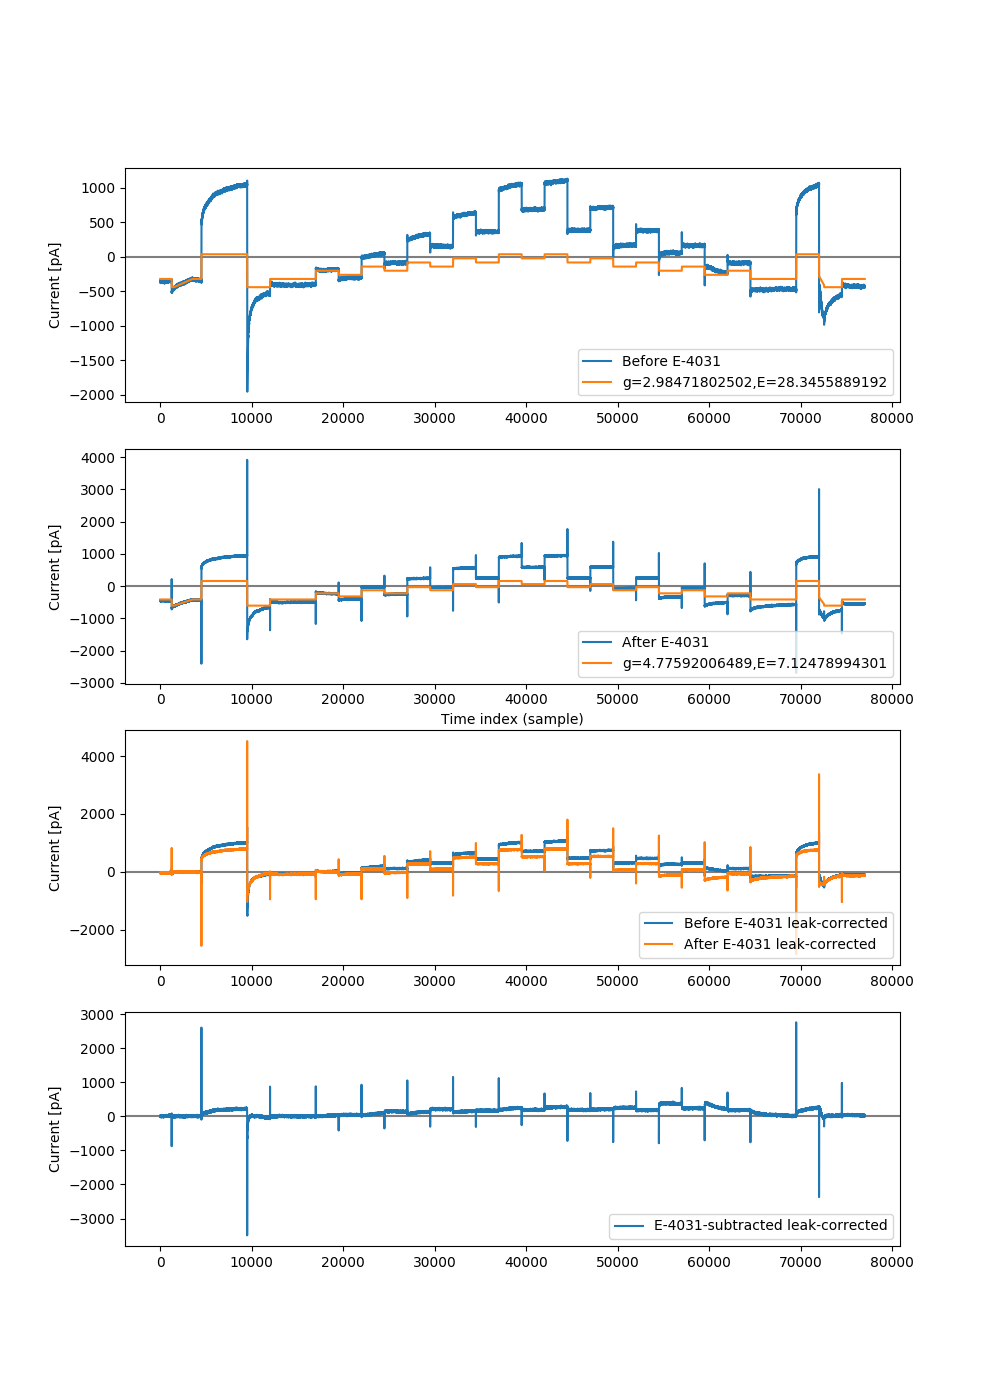 1000
500
0
−500
−1000
−1500
−2000
Current [pA]
Before E-4031
g=2.98471802502,E=28.3455889192
0 10000 20000 30000 40000 50000 60000 70000 80000
4000
3000
2000
1000
0
−1000
−2000
−3000
Current [pA]
After E-4031
g=4.77592006489,E=7.12478994301
0 10000 20000 30000 40000 50000 60000 70000 80000
Time index (sample)
4000
2000
0
−2000
Current [pA]
Before E-4031 leak-corrected
After E-4031 leak-corrected
0 10000 20000 30000 40000 50000 60000 70000 80000
3000
2000
1000
0
−1000
−2000
−3000
Current [pA]
E-4031-subtracted leak-corrected
0 10000 20000 30000 40000 50000 60000 70000 80000